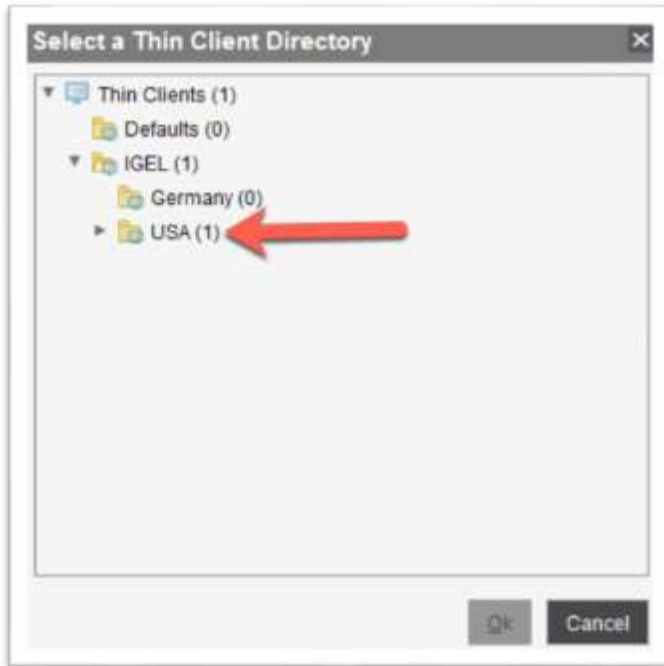 Select a Thin Client Directory
Thin Clients (1)
Defaults (0)
IGEL (1)
Germany (0)
USA (1)
Ok Cancel